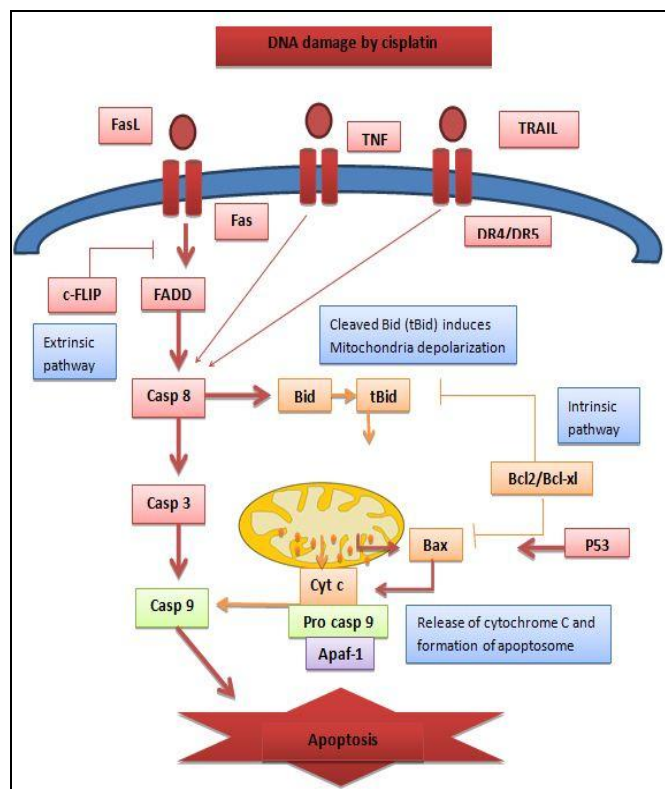 DNA damage by cisplatin
FasL
TNF
TRAIL
Fas
DR4/DR5
c-FLIP
FADD
Extrinsic
pathway
Cleaved Bid (tBid) induces
Mitochondria depolarization
Casp 8
Bid
tBid
Intrinsic
pathway
Bcl2/Bcl-xl
Casp 3
Bax
P53
Cyt c
Casp 9
Pro casp 9
Apaf-1
Release of cytochrome C and
formation of apoptosome
Apoptosis